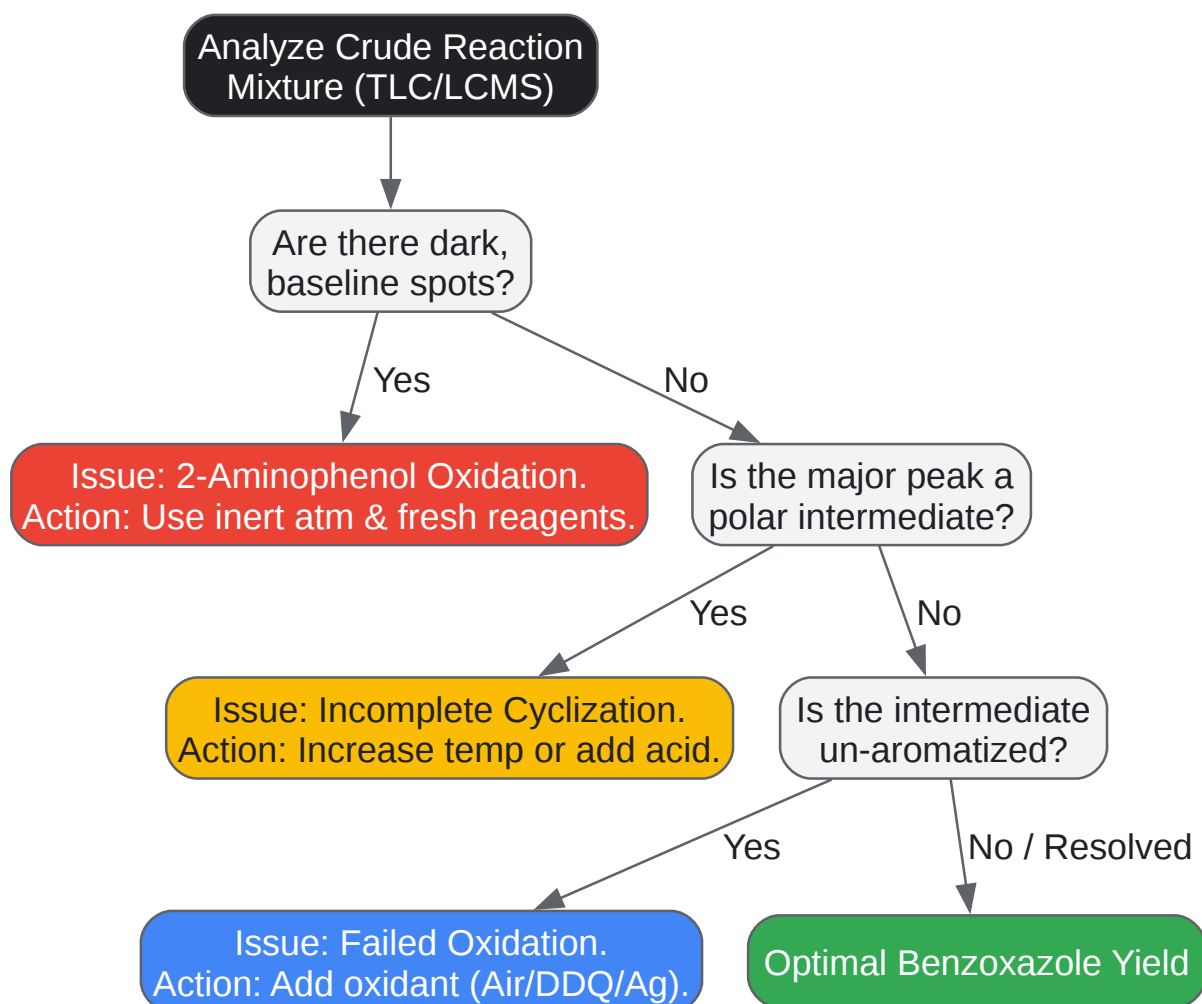 Analyze Crude Reaction
Mixture (TLC/LCMS)
Are there dark,
baseline spots?
Yes
No
Issue: 2-Aminophenol Oxidation.
Action: Use inert atm & fresh reagents.
Is the major peak a
polar intermediate?
Yes
No
Issue: Incomplete Cyclization.
Action: Increase temp or add acid.
Is the intermediate
un-aromatized?
Yes
No / Resolved
Issue: Failed Oxidation.
Action: Add oxidant (Air/DDQ/Ag).
Optimal Benzoxazole Yield